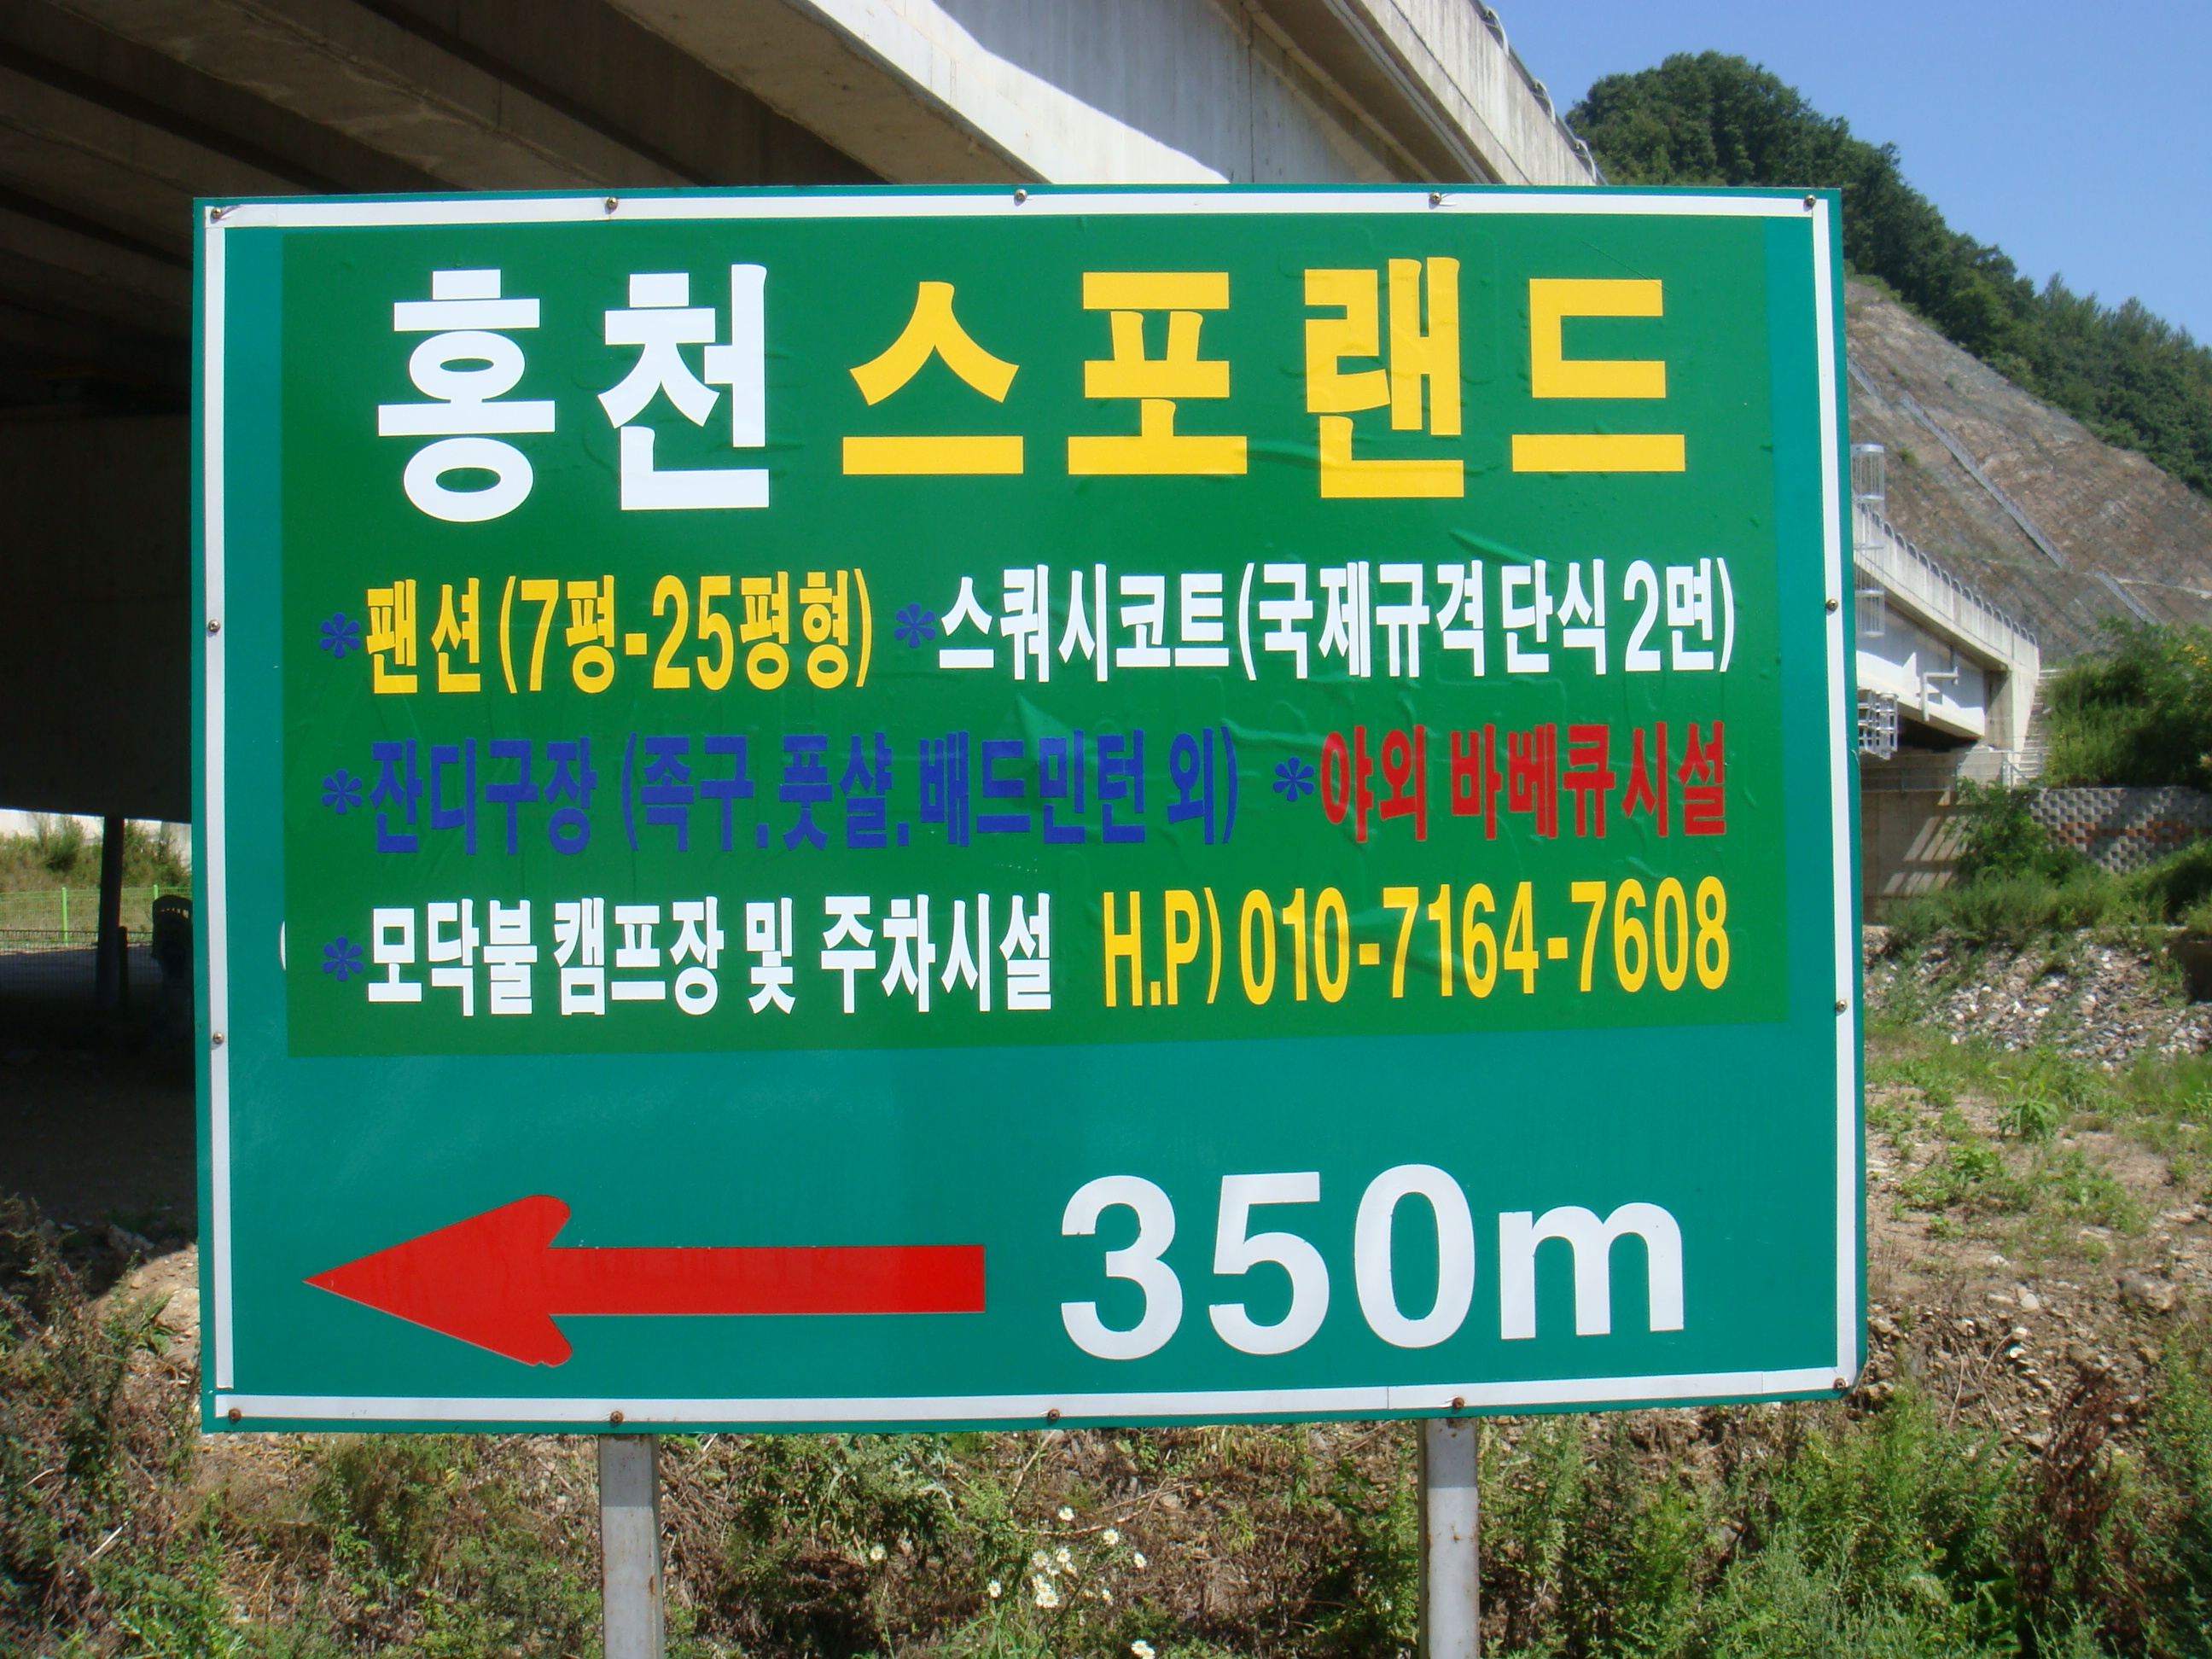 홍천 스포랜드
*팬션(7평-25평형) *스쿼시코트(국제규격 단식 2면)
*잔디구장 (족구.풋샬.배드민턴 외) *야외 바베큐시설
*모닥불 캠프장 및 주차시설 H.P) 010-7164-7608
350m